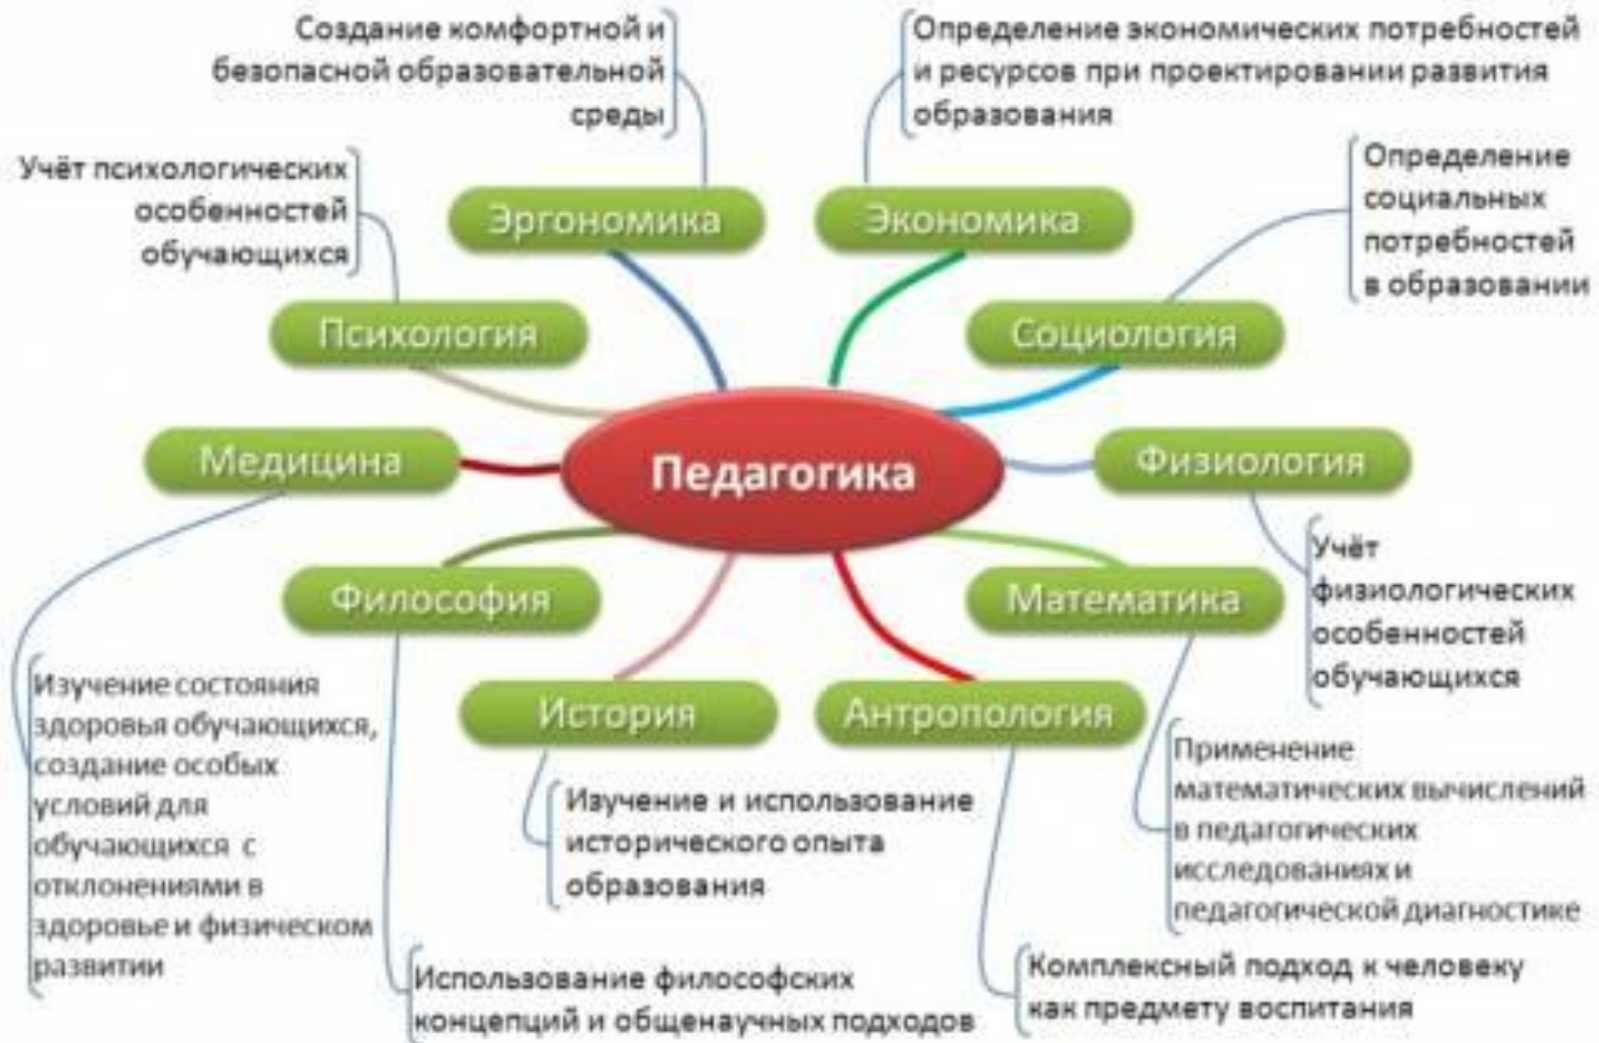 Создание комфортной и
безопасной образовательной
среды
Определение экономических потребностей
и ресурсов при проектировании развития
образования
Учёт психологических
особенностей
обучающихся
Определение
социальных
потребностей
в образовании
Эргономика
Экономика
Психология
Социология
Медицина
Педагогика
Физиология
Учёт
физиологических
особенностей
обучающихся
Философия
Математика
История
Антропология
Изучение состояния
здоровья обучающихся,
создание особых
условий для
обучающихся с
отклонениями в
здоровье и физическом
развитии
Изучение и использование
исторического опыта
образования
Применение
математических вычислений
в педагогических
исследованиях и
педагогической диагностике
Использование философских
концепций и общенаучных подходов
Комплексный подход к человеку
как предмету воспитания